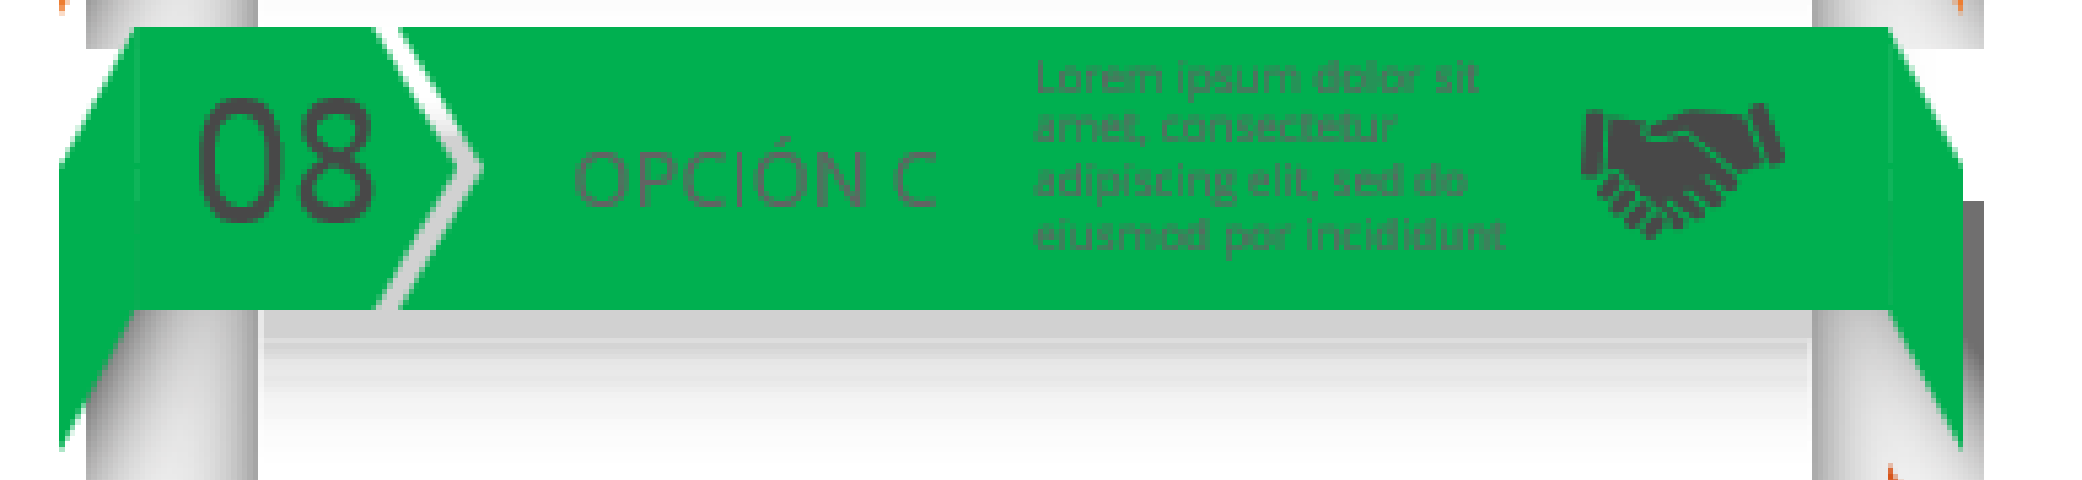 08
OPCIÓN C
Lorem ipsum dolor sit
amet, consectetur
adipiscing elit, sed do
eiusmod por incididunt